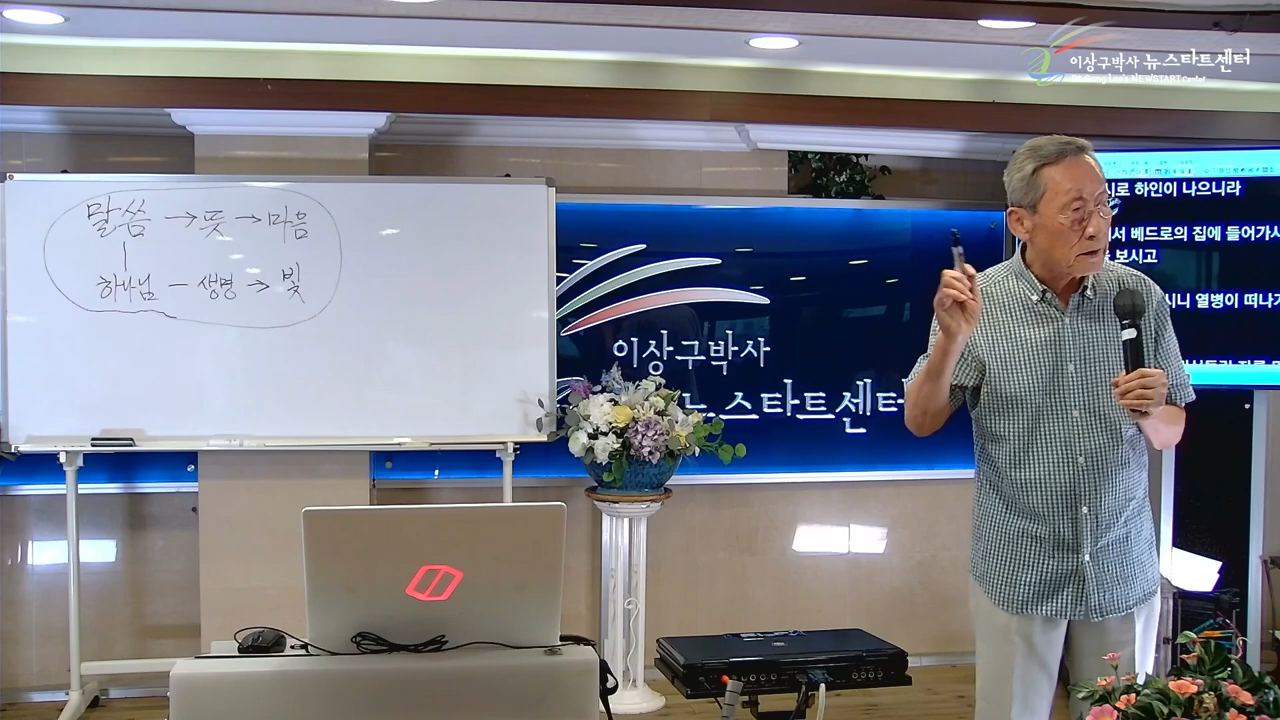 이상구박사 뉴스타트센터
말씀 → 뜻 → 마음
하나님 － 생명 → 빛
이상구박사
뉴스타트센터
시로 하인이 나으니라
서 베드로의 집에 들어가사
보시고
시니 열병이 떠나가